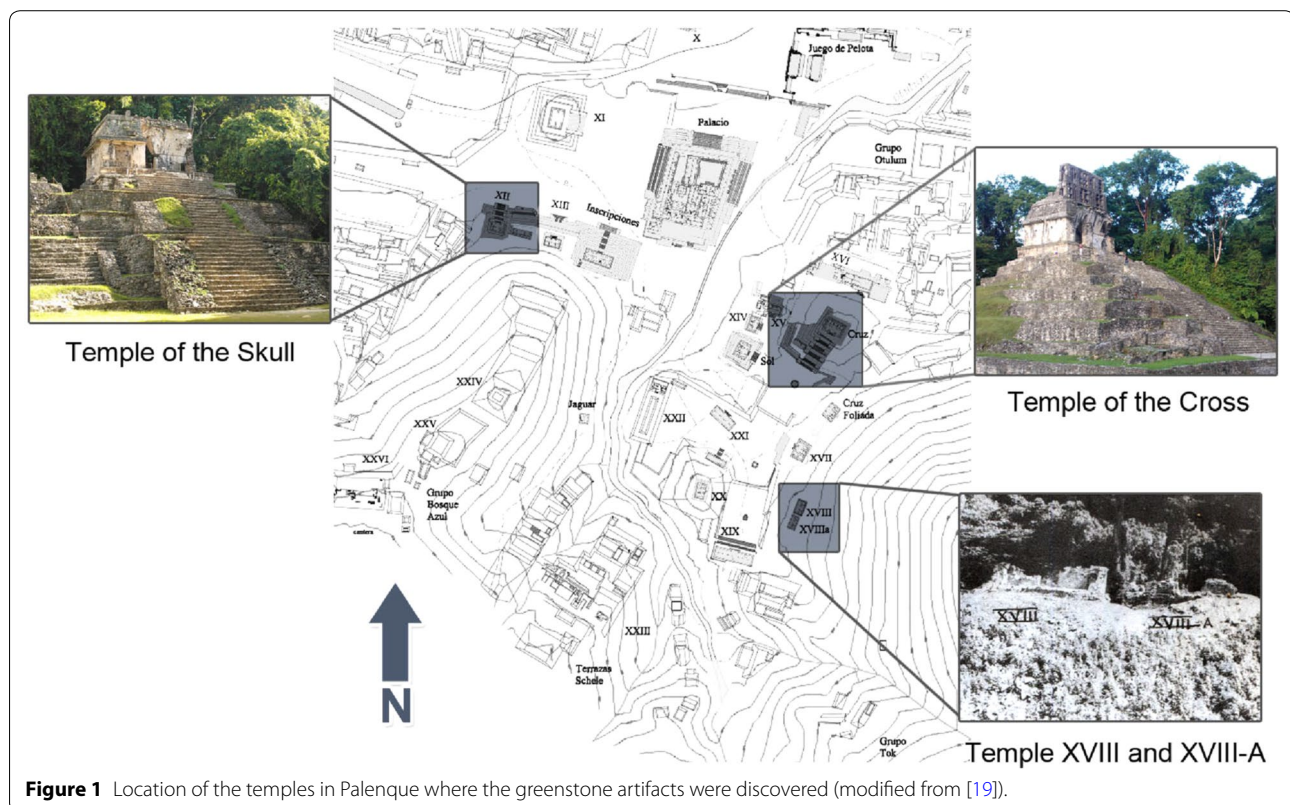 X
Juego de Pelota
XI
Palacio
Grupo
Otulum
XII
XIII
Inscripciones
XVI
XIV
XV
Cruz
Sol
Temple of the Skull
Temple of the Cross
XXIV
Jaguar
Cruz
Foliada
XXII
XXI
XXV
XVII
XXVI
Grupo
Bosque
Azul
XX
XVIII
XVIIIa
XIX
cantera
XVIII
XVIII-A
XXIII
Terrazas
Schele
N
Grupo
Tok
Temple XVIII and XVIII-A
Figure 1 Location of the temples in Palenque where the greenstone artifacts were discovered (modified from [19]).